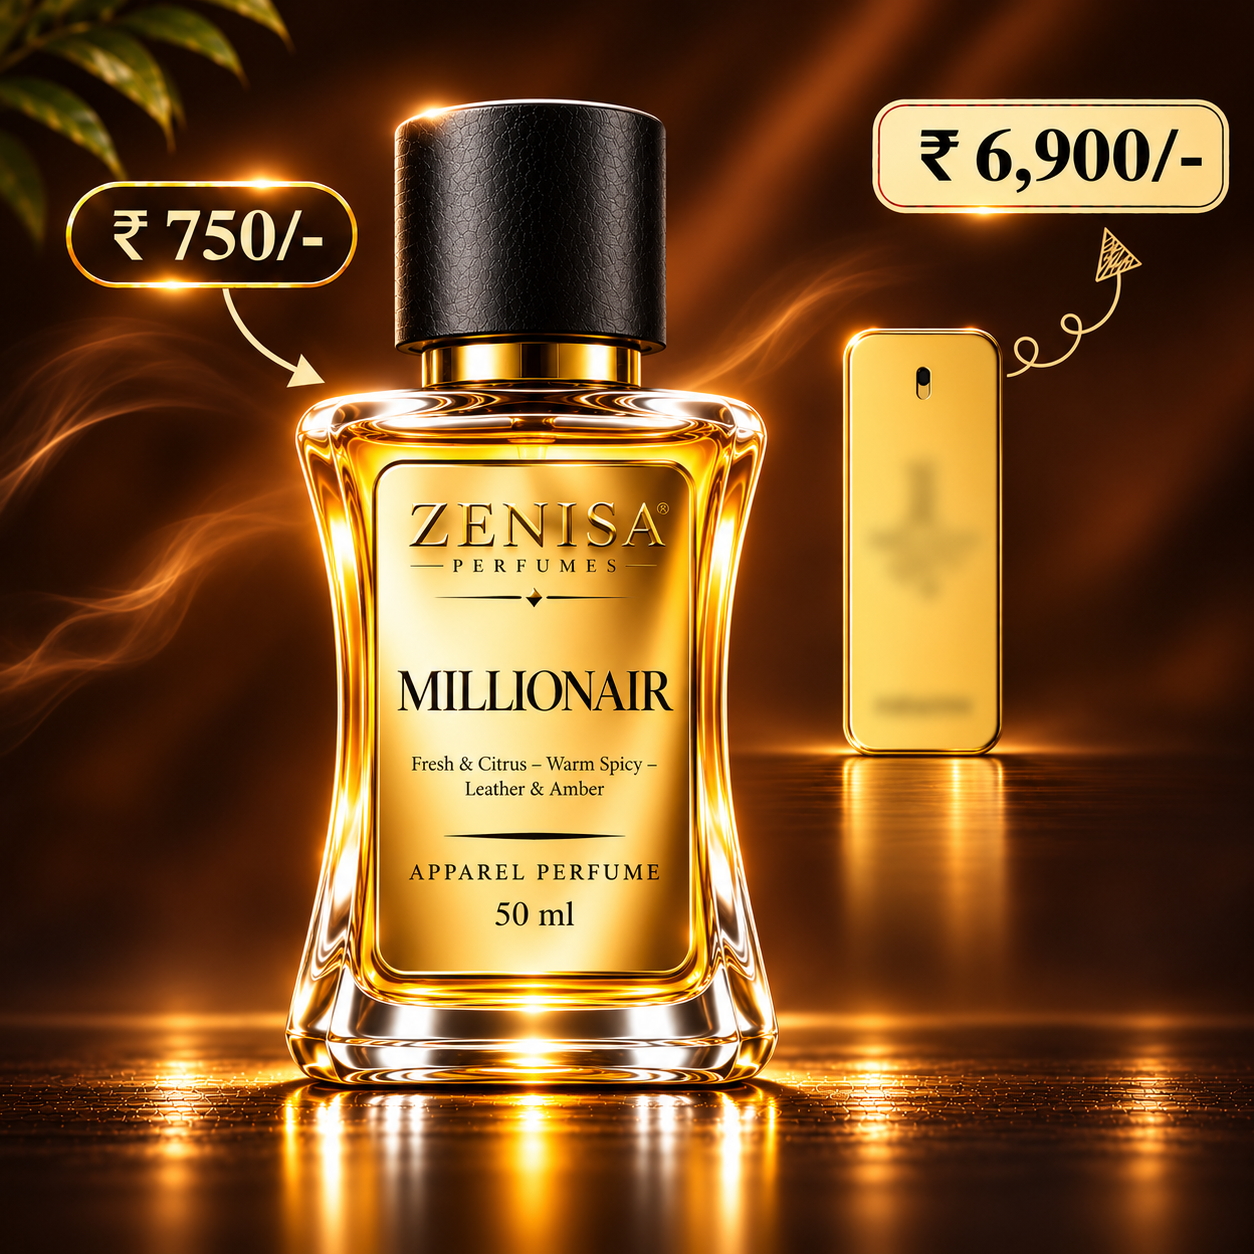 ₹ 750/-
₹ 6,900/-
ZENISA®
PERFUMES
MILLIONAIR
Fresh & Citrus – Warm Spicy –
Leather & Amber
APPAREL PERFUME
50 ml